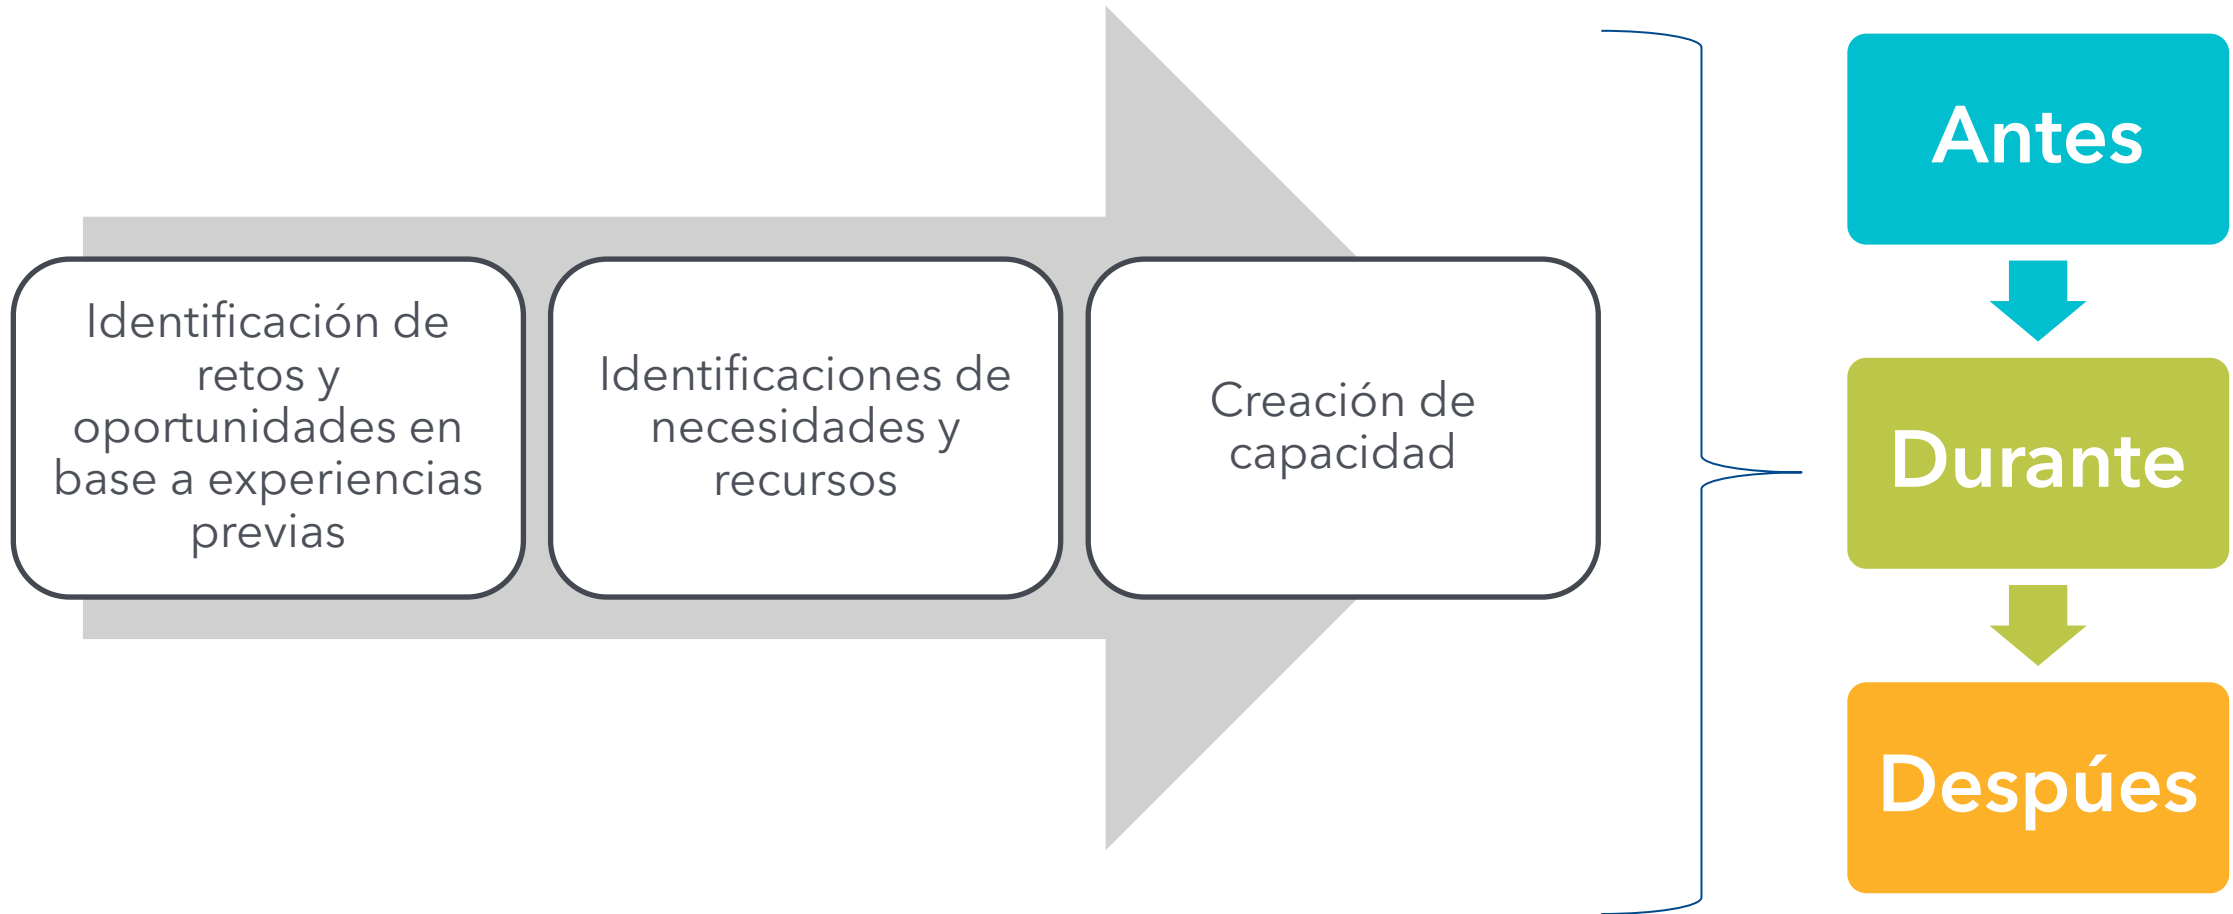 Identificación de
retos y
oportunidades en
base a experiencias
previas
Identificaciones de
necesidades y
recursos
Creación de
capacidad
Antes
Durante
Despúes